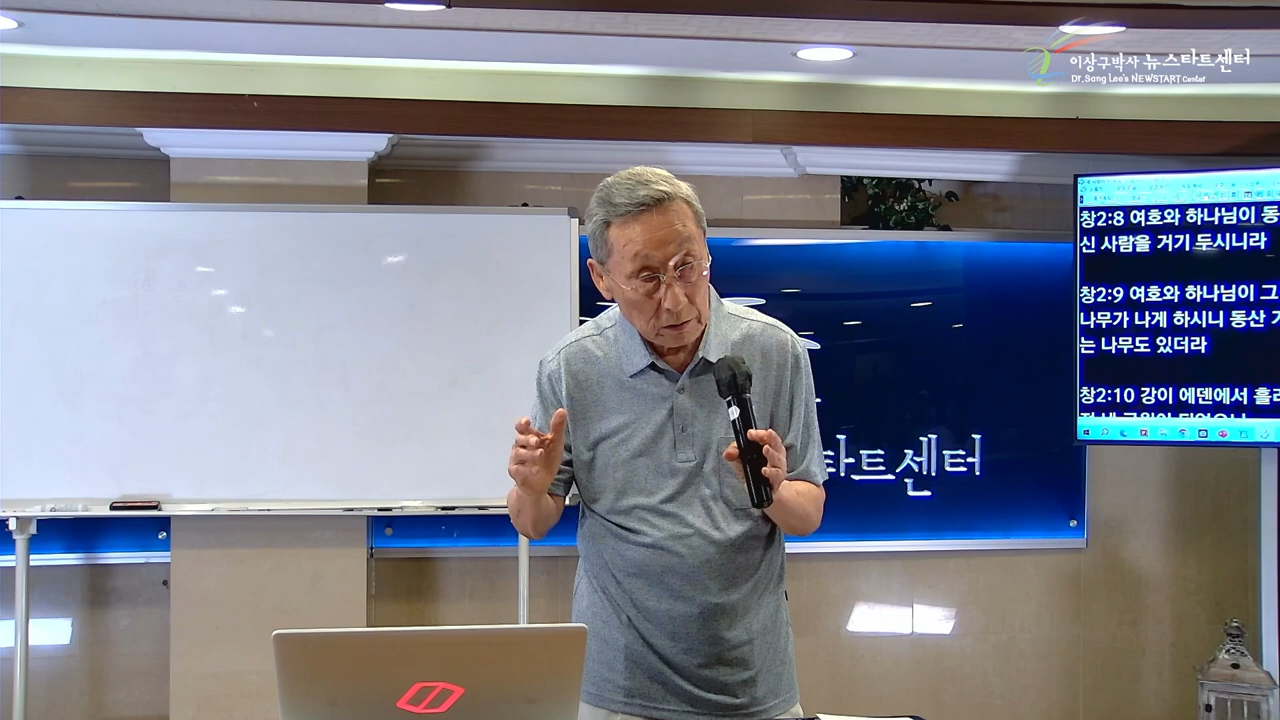 이상구박사 뉴스타트센터
Dr. Sang Lee's NEWSTART Center
창2:8 여호와 하나님이 동
신 사람을 거기 두시니라
창2:9 여호와 하나님이 그
나무가 나게 하시니 동산
는 나무도 있더라
창2:10 강이 에덴에서 흘러
타트센터